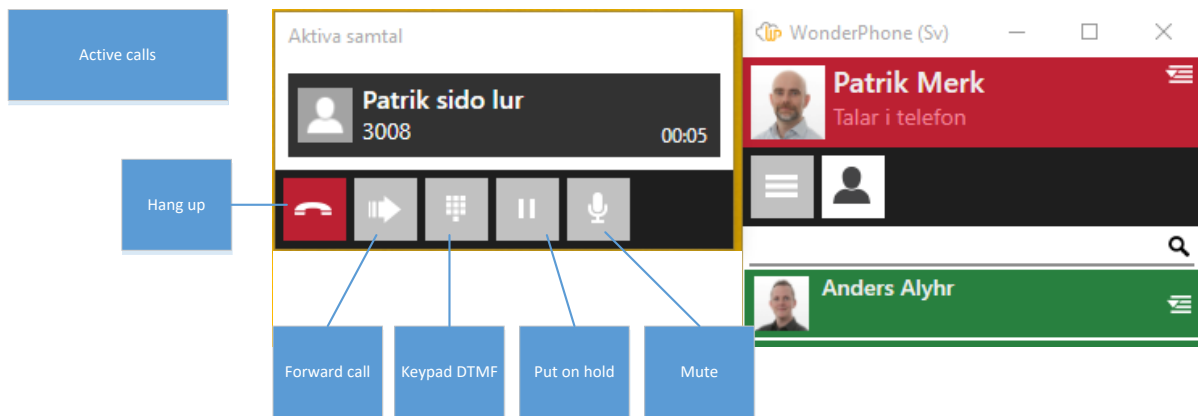 Active calls
Aktiva samtal
Patrik sido lur
3008
00:05
Hang up
Forward call
Keypad DTMF
Put on hold
Mute
WonderPhone (Sv)
Patrik Merk
Talar i telefon
Anders Alyhr